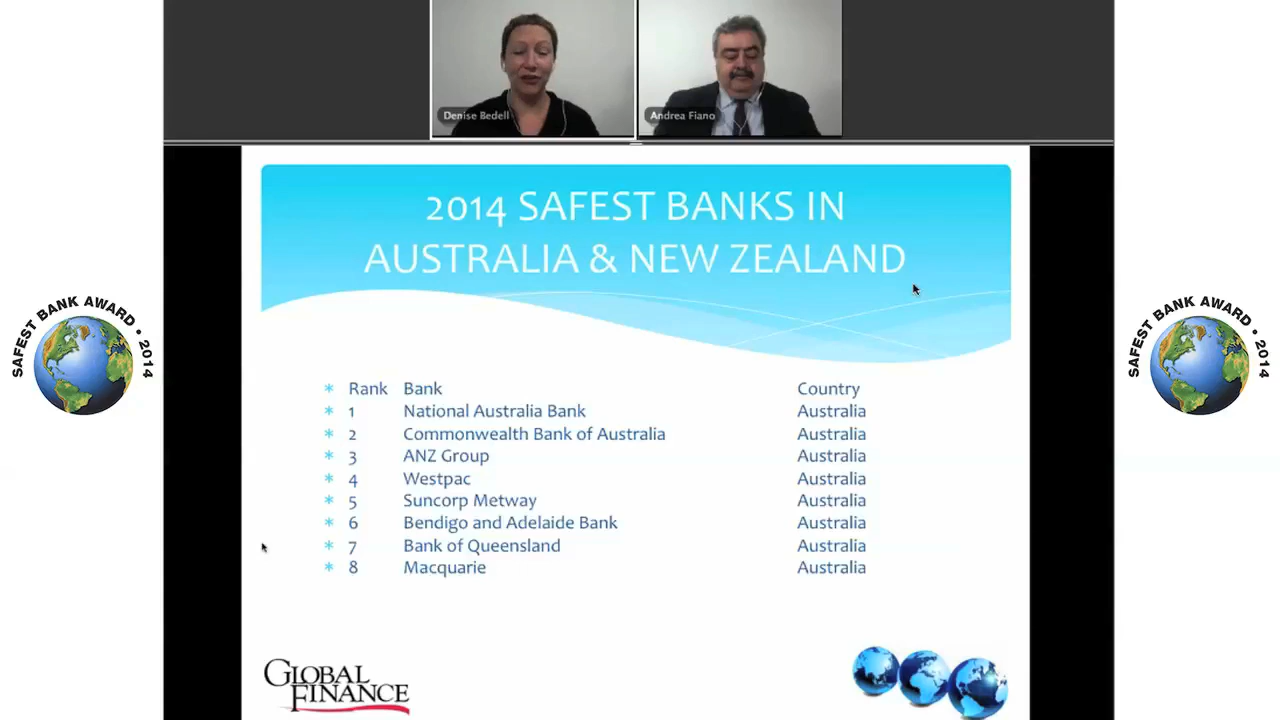 Denise Bedell
Andrea Fiano
2014 SAFEST BANKS IN
AUSTRALIA & NEW ZEALAND
SAFEST BANK AWARD • 2014
SAFEST BANK AWARD • 2014
* Rank Bank Country
* 1 National Australia Bank Australia
* 2 Commonwealth Bank of Australia Australia
* 3 ANZ Group Australia
* 4 Westpac Australia
* 5 Suncorp Metway Australia
* 6 Bendigo and Adelaide Bank Australia
* 7 Bank of Queensland Australia
* 8 Macquarie Australia
GLOBAL
FINANCE